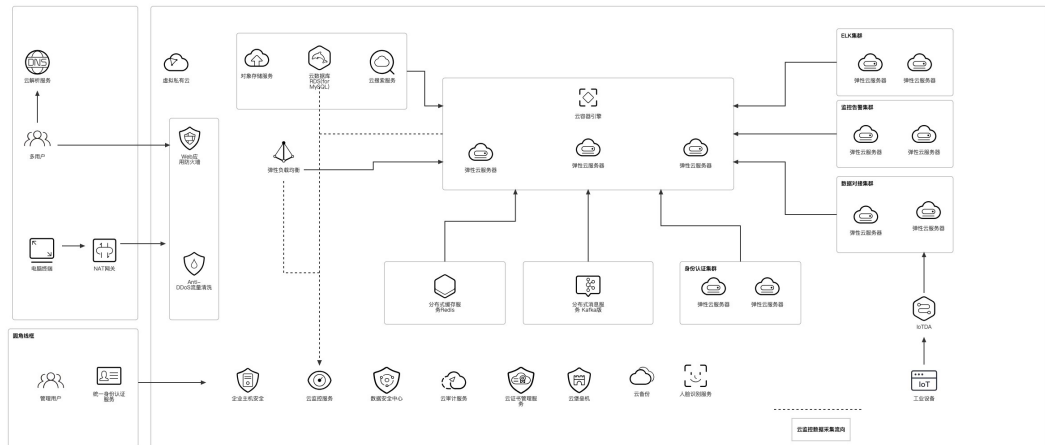 DNS
云解析服务
多用户
电脑终端
NAT网关
圆角线框
管理用户
统一身份认证
服务
虚拟私有云
Web应
用防火墙
Anti-
DDoS流量清洗
对象存储服务
云数据库
RDS(for
MySQL)
云搜索服务
弹性负载均衡
云容器引擎
弹性云服务器
弹性云服务器
弹性云服务器
ELK集群
弹性云服务器
弹性云服务器
监控告警集群
弹性云服务器
弹性云服务器
数据对接集群
弹性云服务器
弹性云服务器
分布式缓存服
务Redis
分布式消息服
务 Kafka版
身份认证集群
弹性云服务器
弹性云服务器
IoTDA
IoT
工业设备
企业主机安全
云监控服务
数据安全中心
云审计服务
云证书管理服
务
云堡垒机
云备份
人脸识别服务
云监控数据采集流向